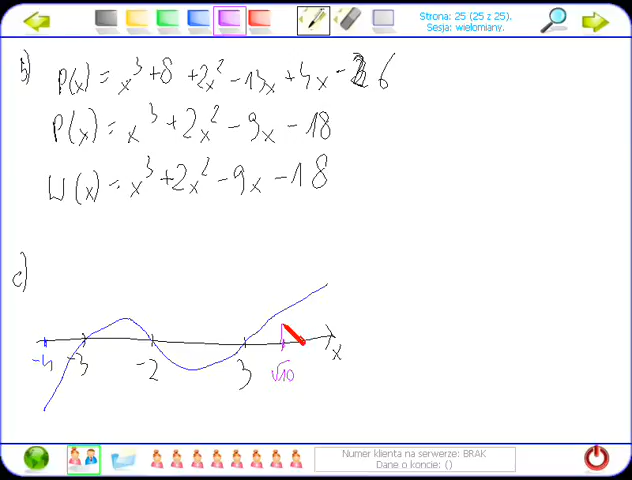 Strona: 25 (25 z 25).
Sesja: wielomiany.
b)
P(x) = x³ + 8 + 2x² - 13x + 4x - 26
P(x) = x³ + 2x² - 9x - 18
W(x) = x³ + 2x² - 9x - 18
c)
-4 -3 -2 3 √10 x
Numer klienta na serwerze: BRAK
Dane o koncie: ()